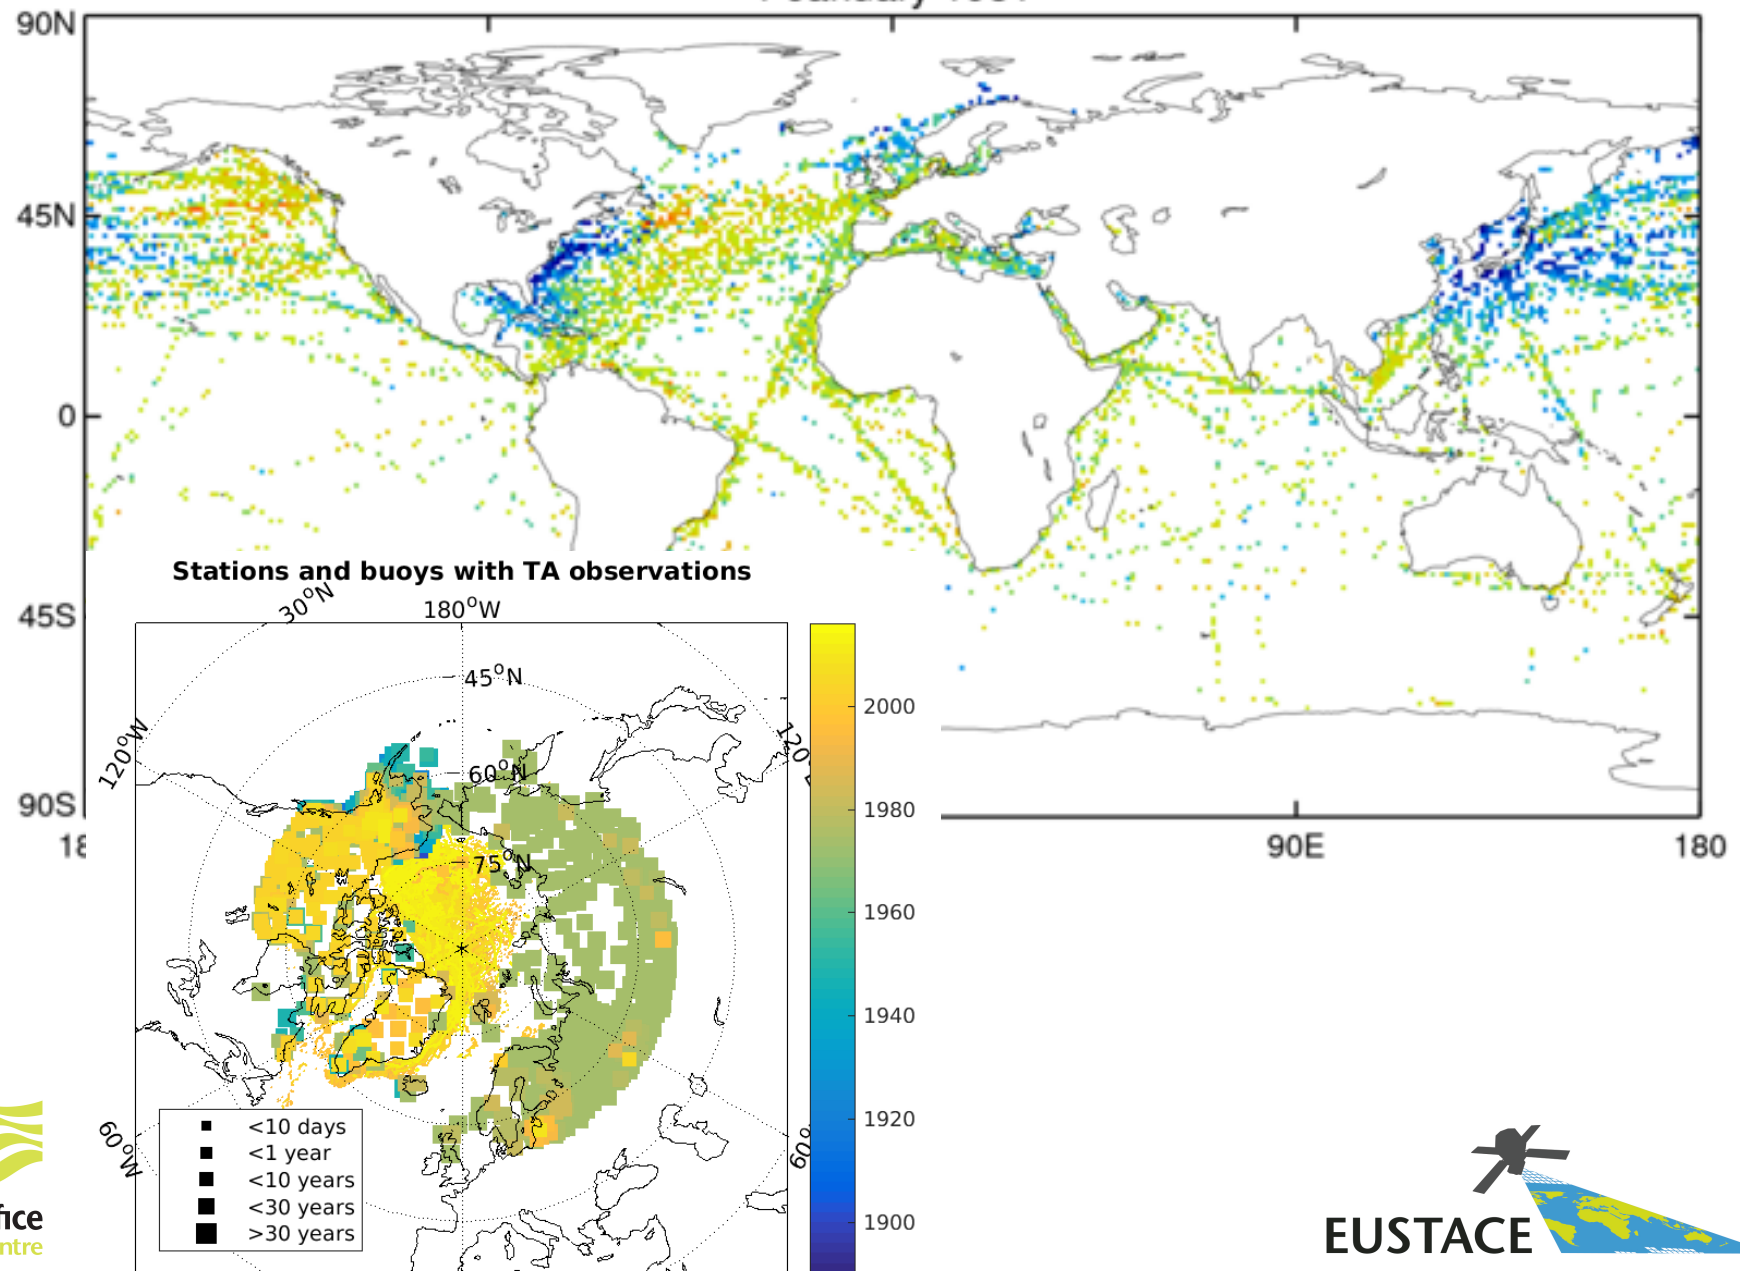 90N
45N
0
45S
90S
90E
180
Stations and buoys with TA observations
30°N
180°W
45°N
120°W
60°N
75°N
60°W
2000
1980
1960
1940
1920
1900
<10 days
<1 year
<10 years
<30 years
>30 years
EUSTACE